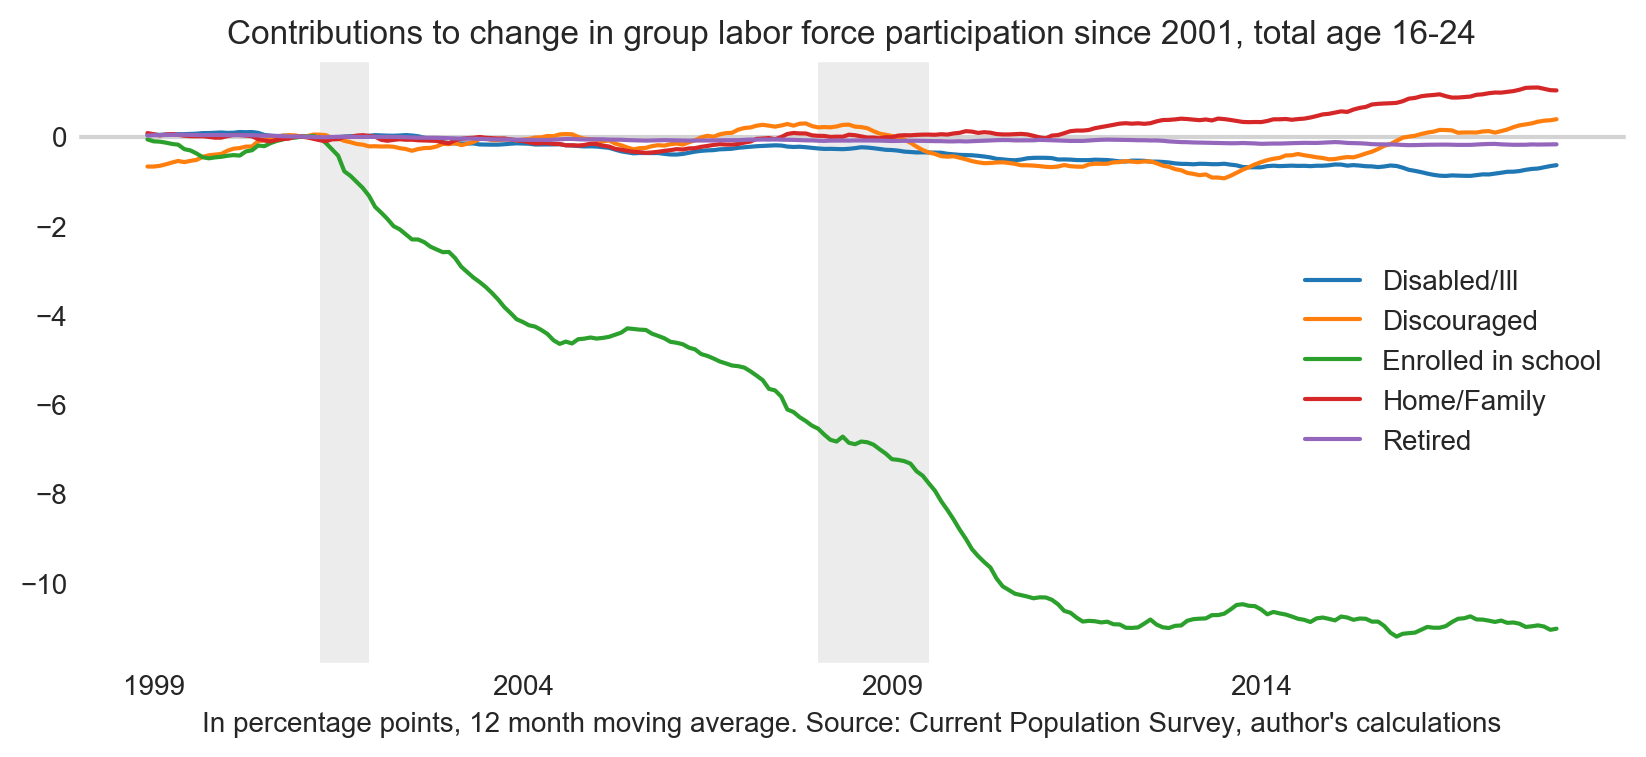 Contributions to change in group labor force participation since 2001, total age 16-24
0
−2
−4
−6
−8
−10
Disabled/Ill
Discouraged
Enrolled in school
Home/Family
Retired
1999 2004 2009 2014
In percentage points, 12 month moving average. Source: Current Population Survey, author's calculations